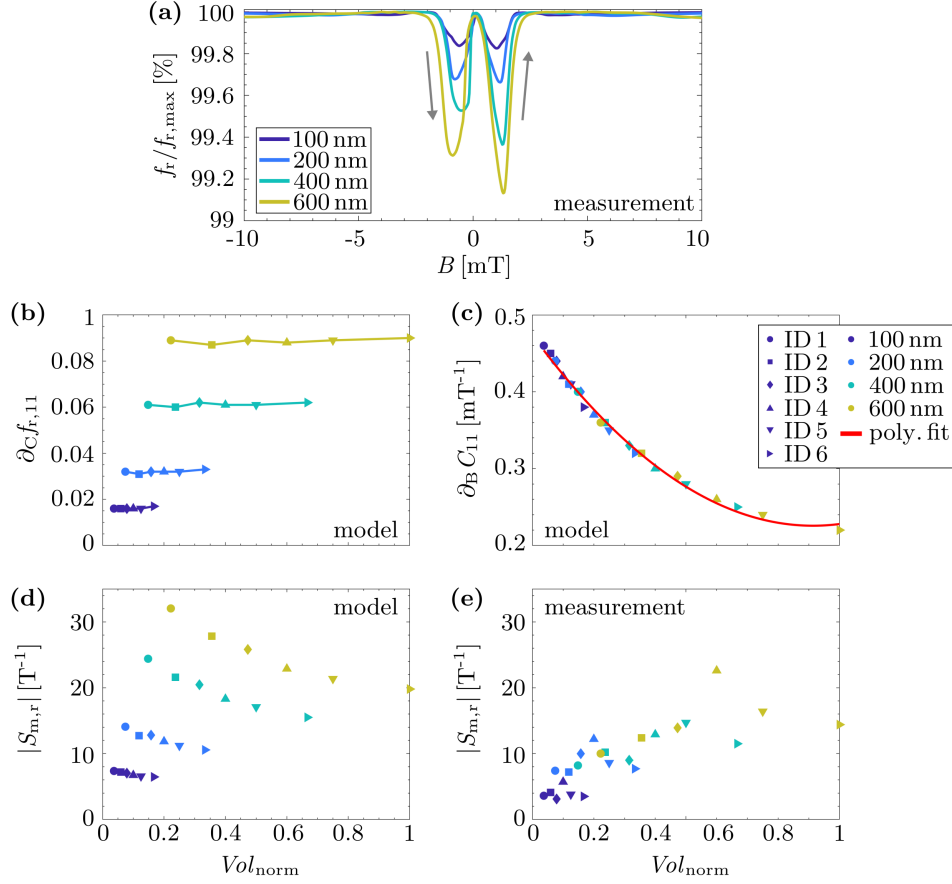 (a)
f_r/f_r,max [%]
100
99.8
99.6
99.4
99.2
99
100 nm
200 nm
400 nm
600 nm
measurement
-10
-5
0
5
10
B [mT]
(b)
∂_C f_r,11
1
0.08
0.06
0.04
0.02
0
model
(c)
∂_B C_11 [mT⁻¹]
0.5
0.4
0.3
0.2
model
ID 1
ID 2
ID 3
ID 4
ID 5
ID 6
100 nm
200 nm
400 nm
600 nm
poly. fit
(d)
|S_m,r| [T⁻¹]
30
20
10
0
model
0
0.2
0.4
0.6
0.8
1
Vol_norm
(e)
|S_m,r| [T⁻¹]
30
20
10
0
measurement
0
0.2
0.4
0.6
0.8
1
Vol_norm